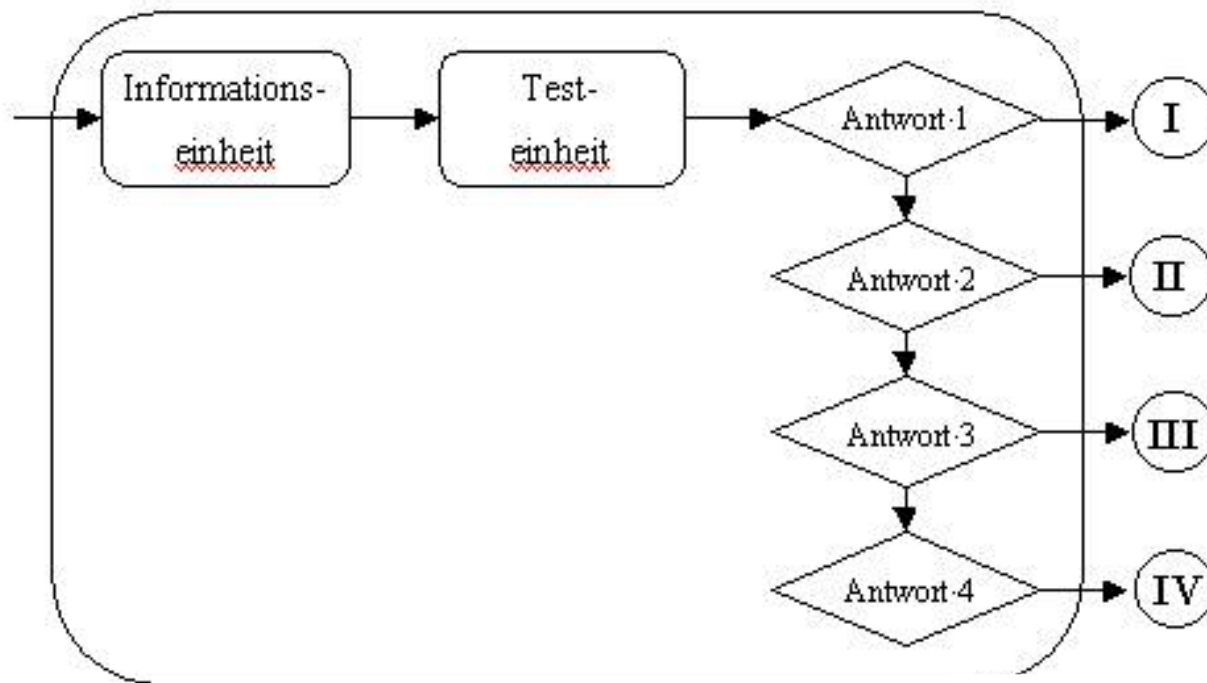 Informations-
einheit
Test-
einheit
Antwort·1
I
Antwort·2
II
Antwort·3
III
Antwort·4
IV